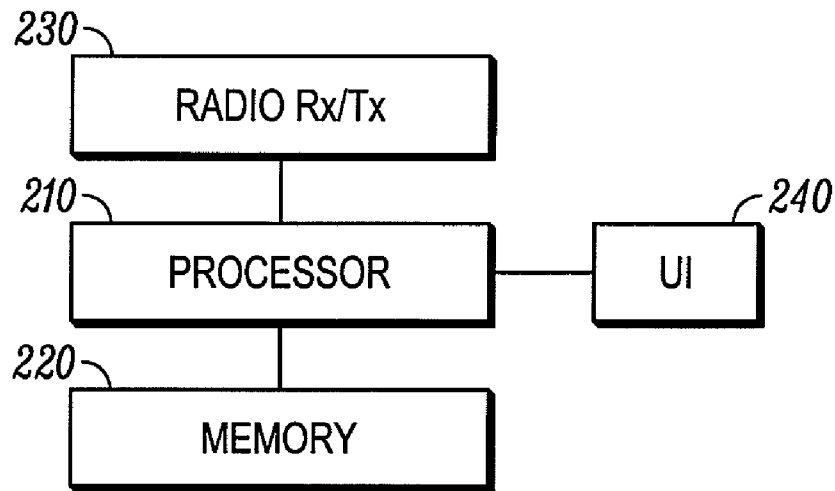 230
RADIO Rx/Tx
210
PROCESSOR
240
UI
220
MEMORY